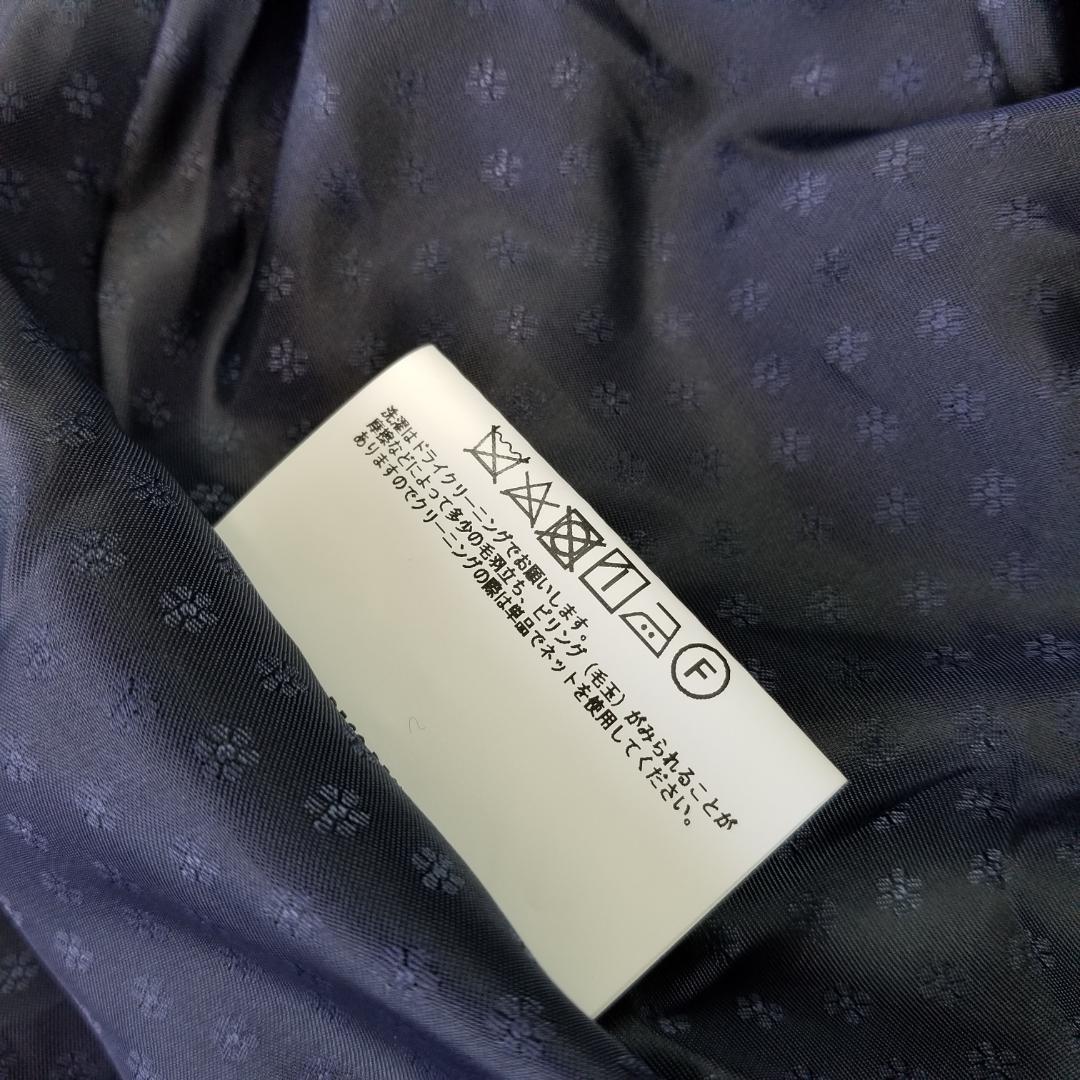 F
洗濯はドライクリーニングでお願いします。
摩擦などによって多少の毛羽立ち、ピリング(毛玉)がみられることが
ありますのでクリーニングの際は単品でネットを使用してください。